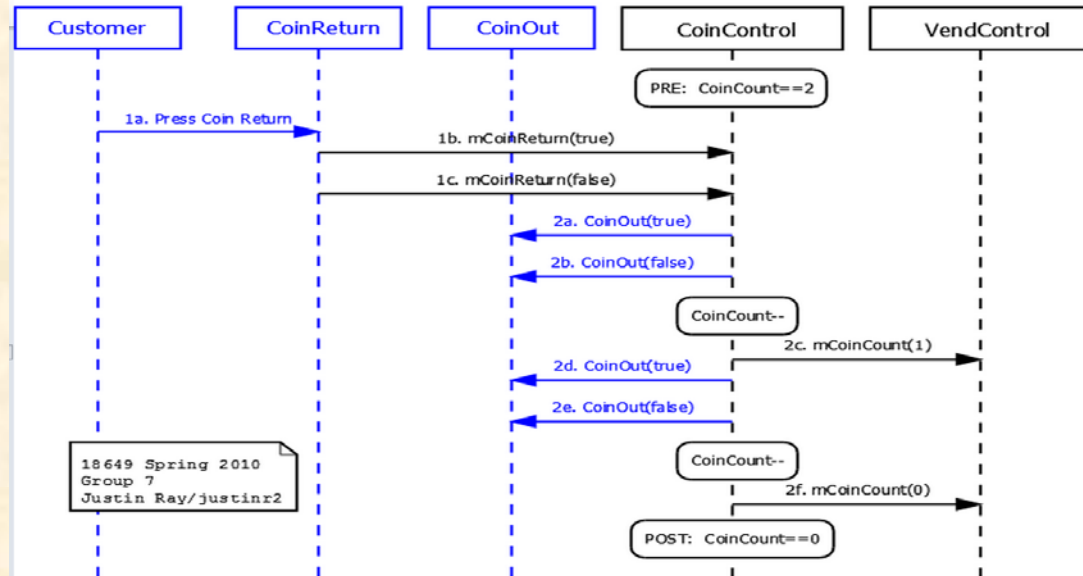 Customer
CoinReturn
CoinOut
CoinControl
VendControl
PRE: CoinCount==2
1a. Press Coin Return
1b. mCoinReturn(true)
1c. mCoinReturn(false)
2a. CoinOut(true)
2b. CoinOut(false)
CoinCount--
2c. mCoinCount(1)
2d. CoinOut(true)
2e. CoinOut(false)
CoinCount--
18649 Spring 2010
Group 7
Justin Ray/justinr2
2f. mCoinCount(0)
POST: CoinCount==0